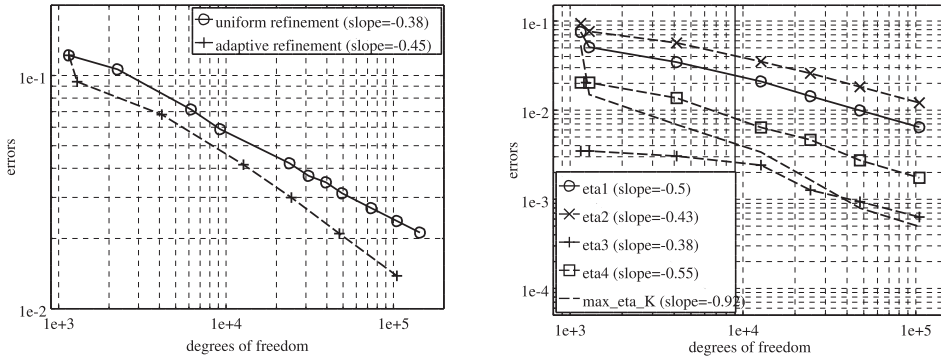 uniform refinement (slope=-0.38)
adaptive refinement (slope=-0.45)
1e-1
1e-2
errors
1e+3
1e+4
1e+5
degrees of freedom
1e-1
1e-2
1e-3
1e-4
errors
eta1 (slope=-0.5)
eta2 (slope=-0.43)
eta3 (slope=-0.38)
eta4 (slope=-0.55)
max_eta_K (slope=-0.92)
1e+3
1e+4
1e+5
degrees of freedom